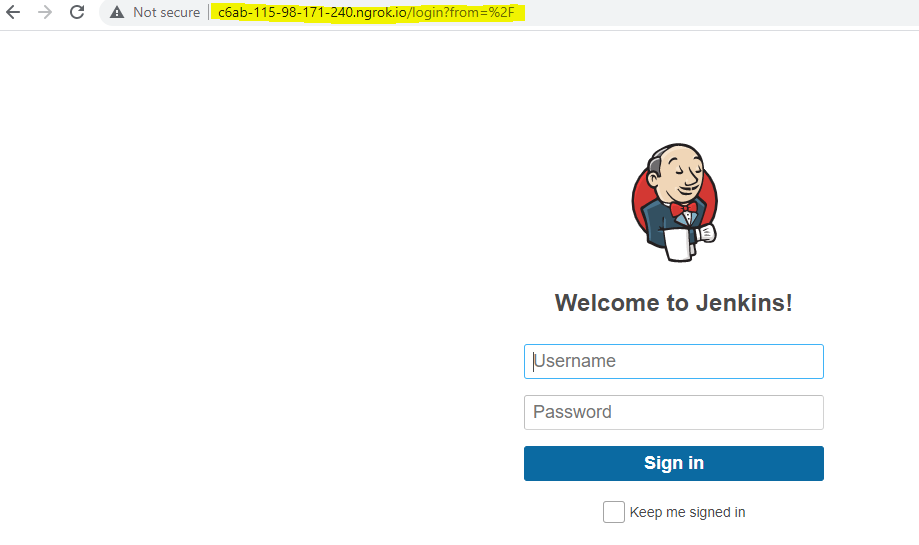 Not secure c6ab-115-98-171-240.ngrok.io/login?from=%2F
Welcome to Jenkins!
Username
Password
Sign in
Keep me signed in